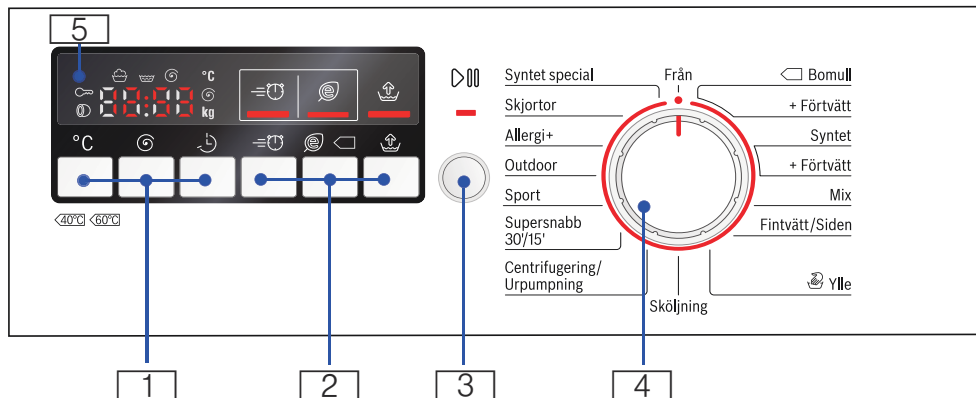 5
°C
kg
e
°C
e
40°C 60°C
Syntet special
Skjortor
Allergi+
Outdoor
Sport
Supersnabb
30'/15'
Centrifugering/
Urpumpning
Från
Sköljning
Bomull
+ Förtvätt
Syntet
+ Förtvätt
Mix
Fintvätt/Siden
Ylle
1
2
3
4